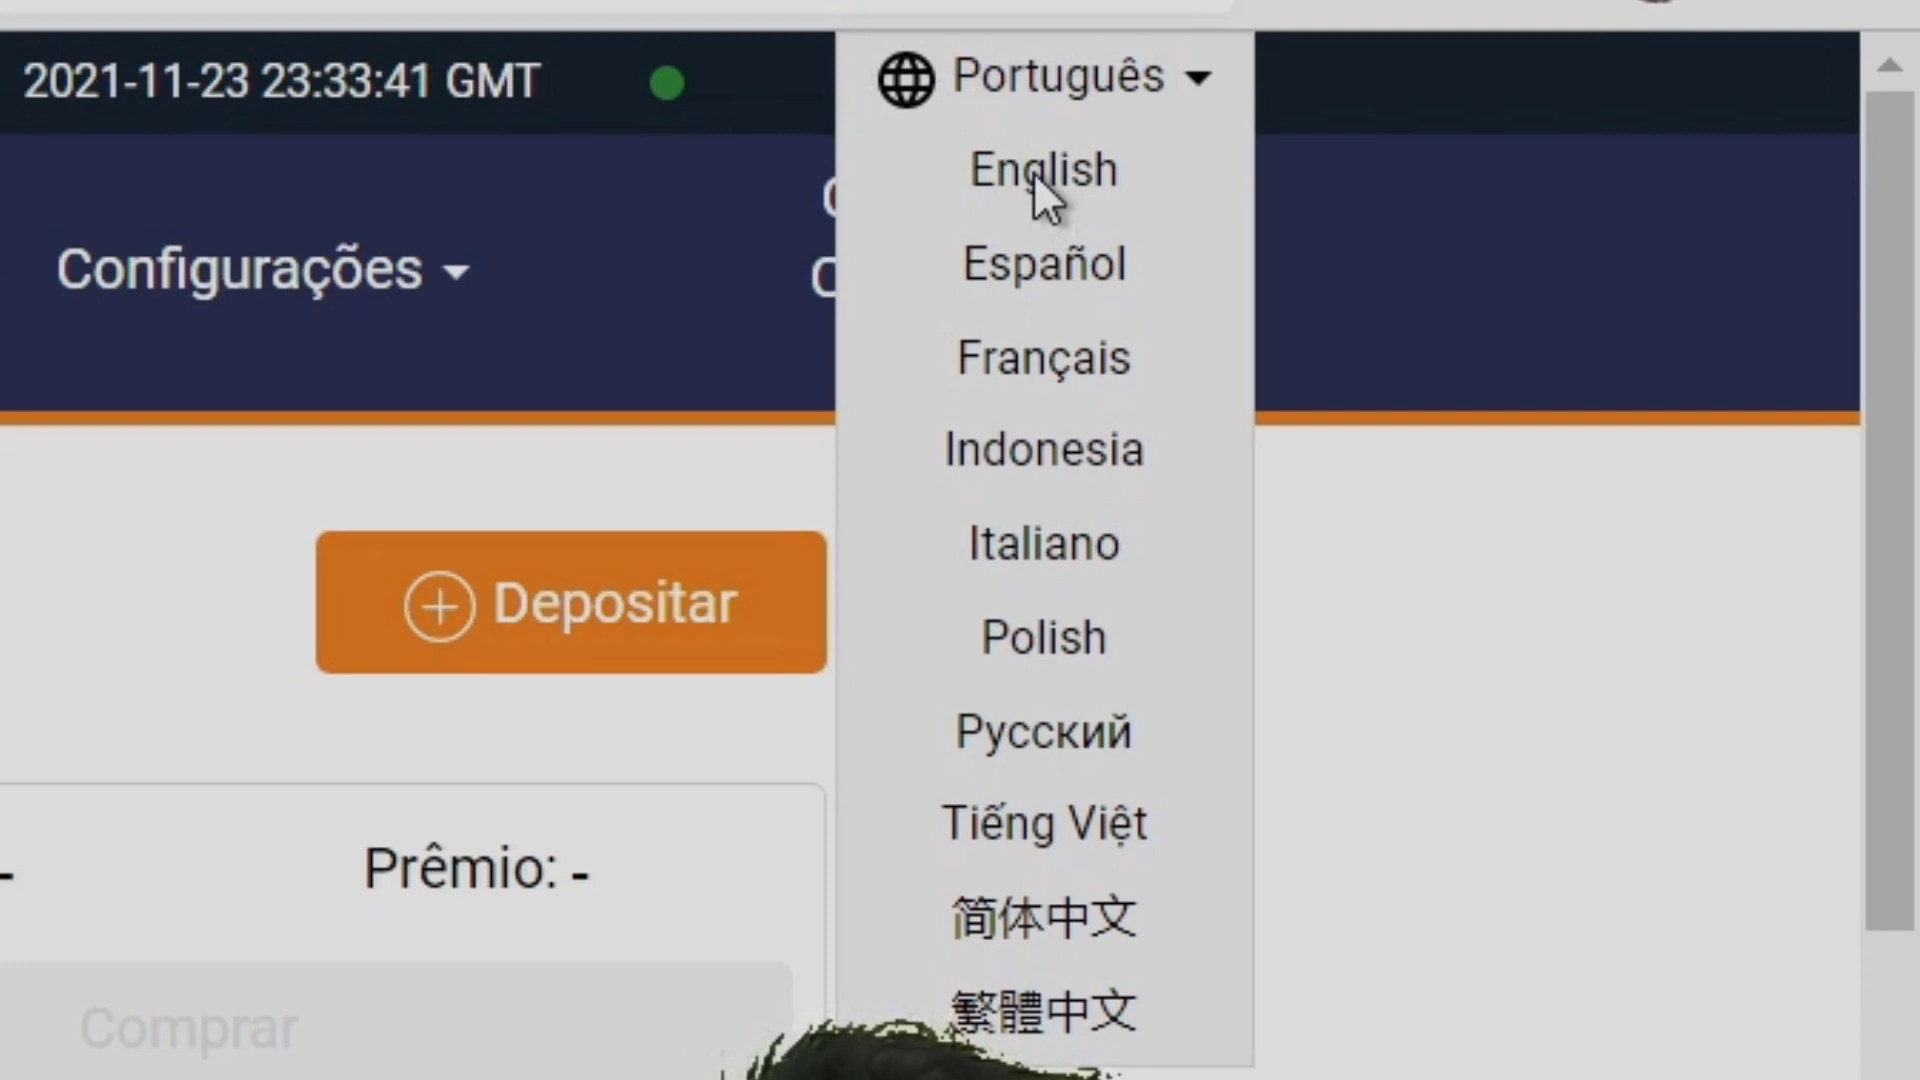 2021-11-23 23:33:41 GMT
Português
English
Español
Français
Indonesia
Italiano
Polish
Русский
Tiếng Việt
简体中文
繁體中文
Configurações
Depositar
Prêmio: -
Comprar